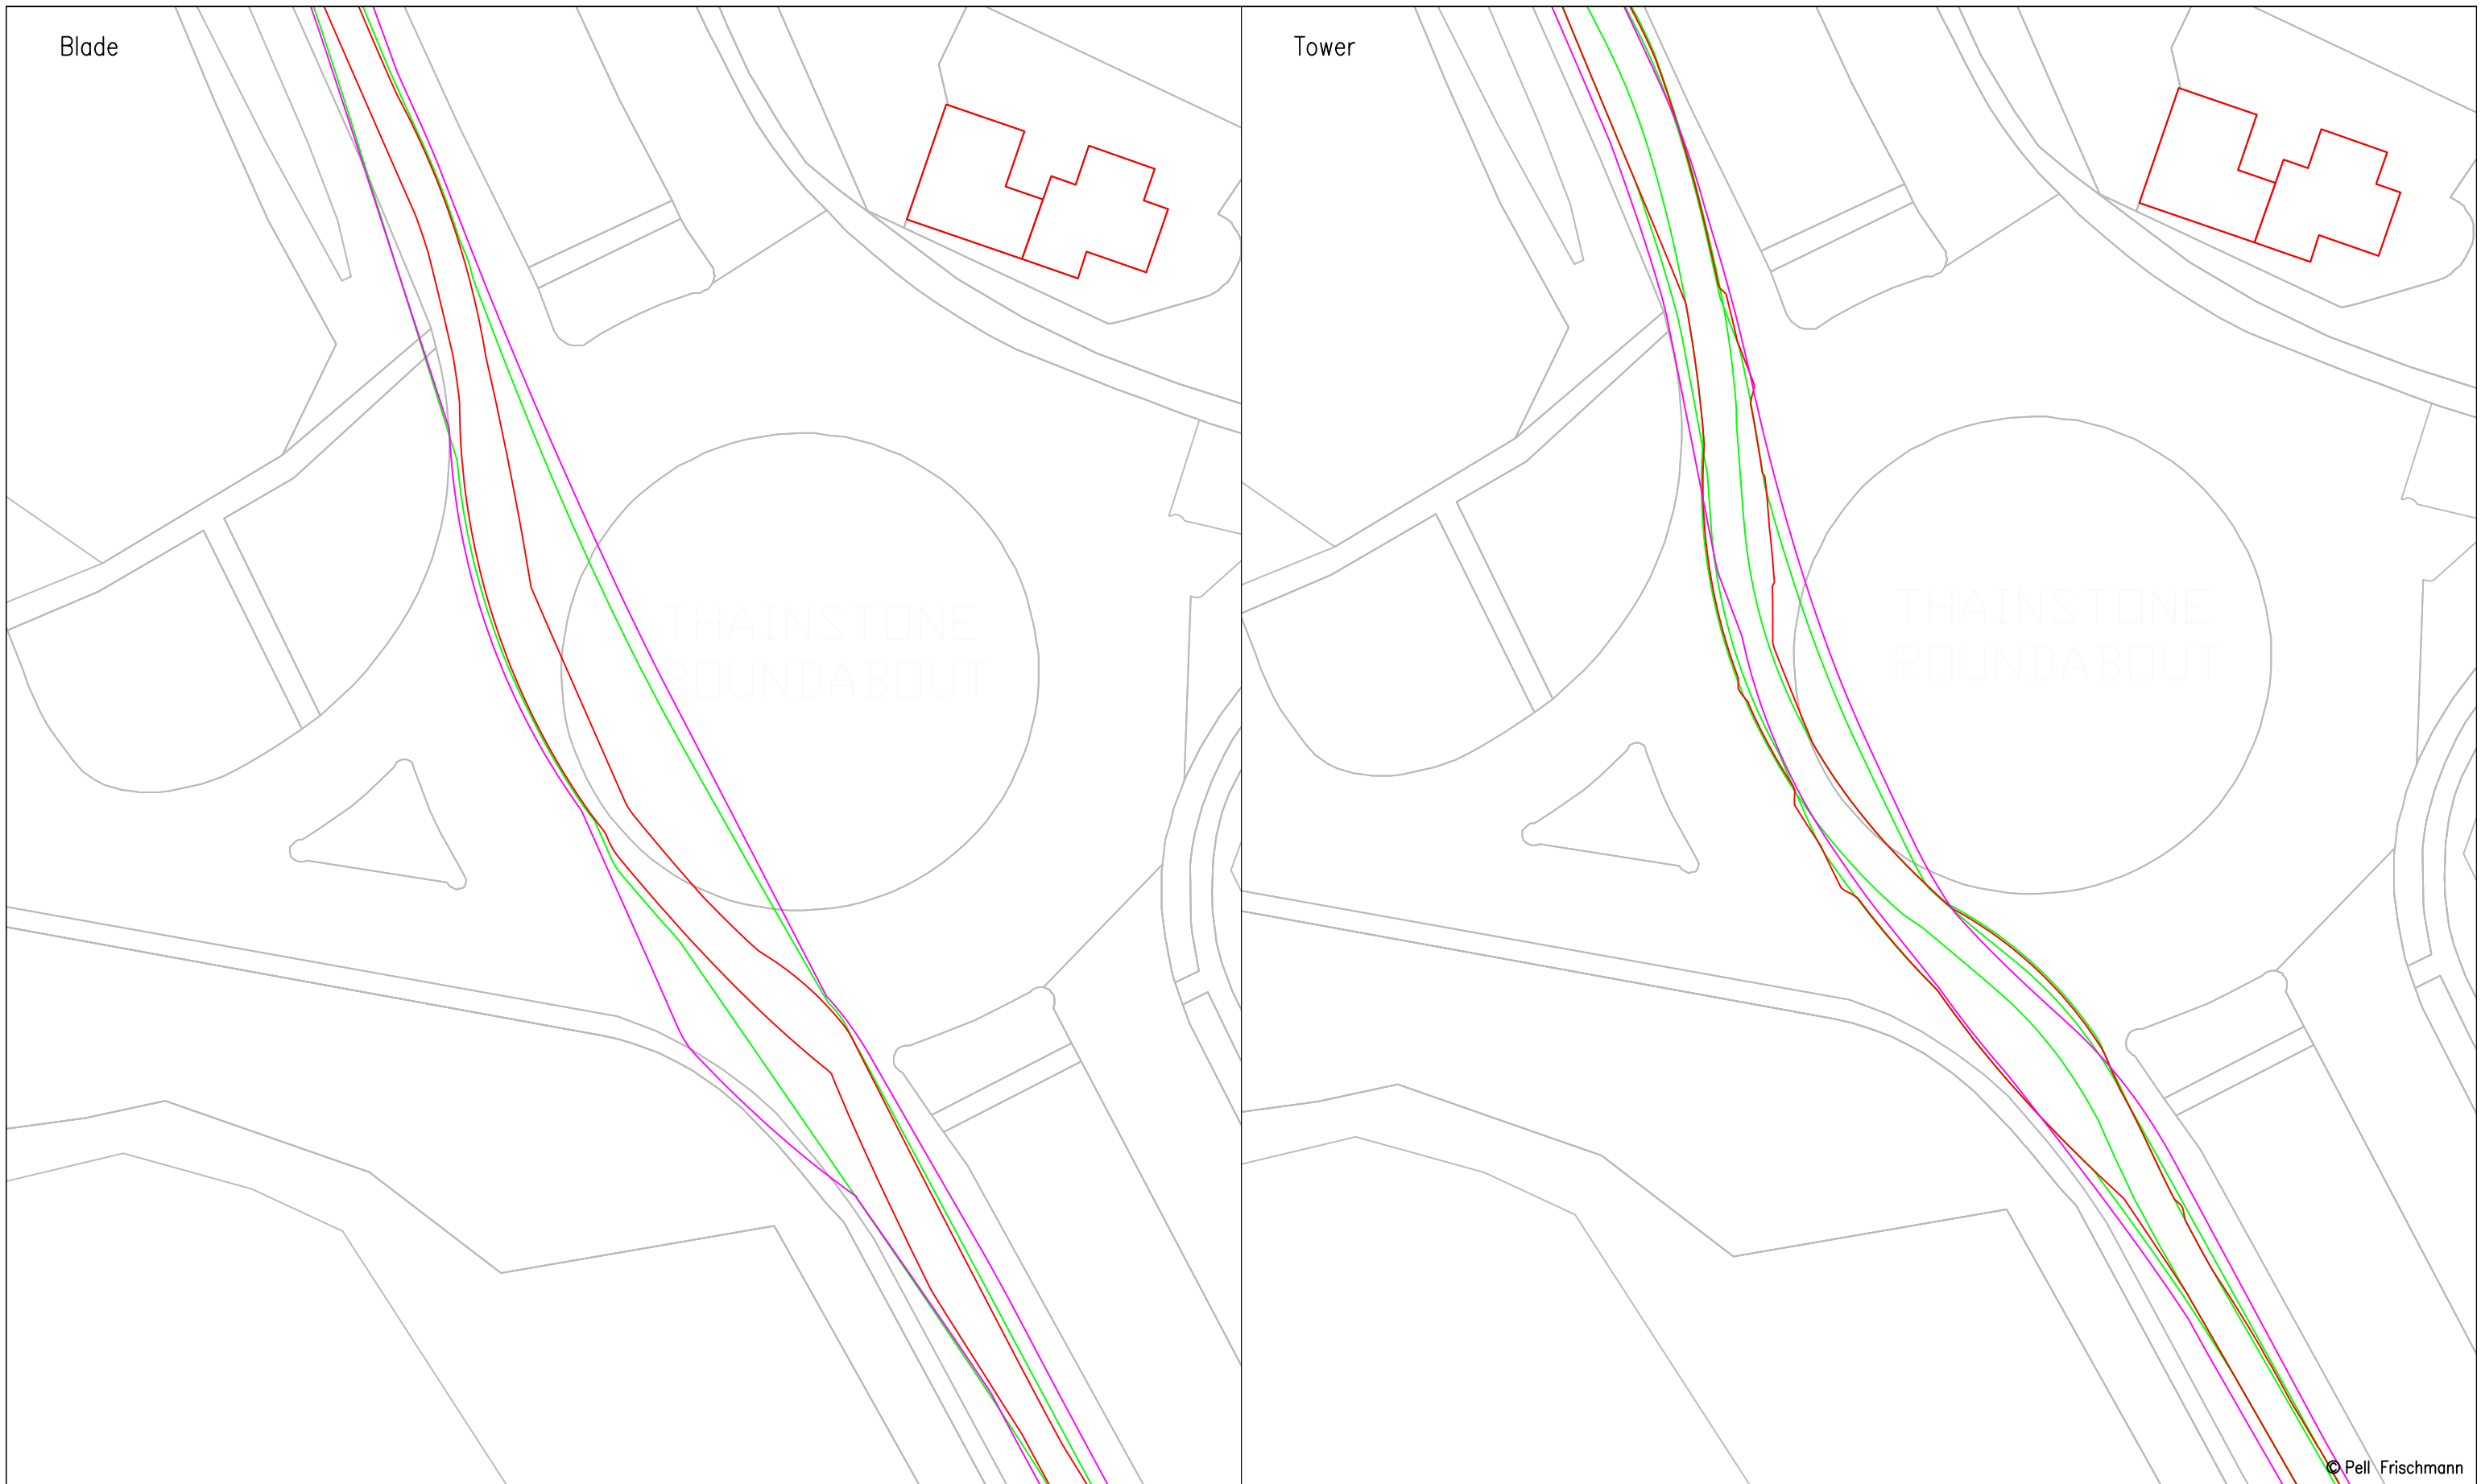 Blade
Tower
THAINSTONE
ROUNDABOUT
THAINSTONE
ROUNDABOUT
© Pell Frischmann